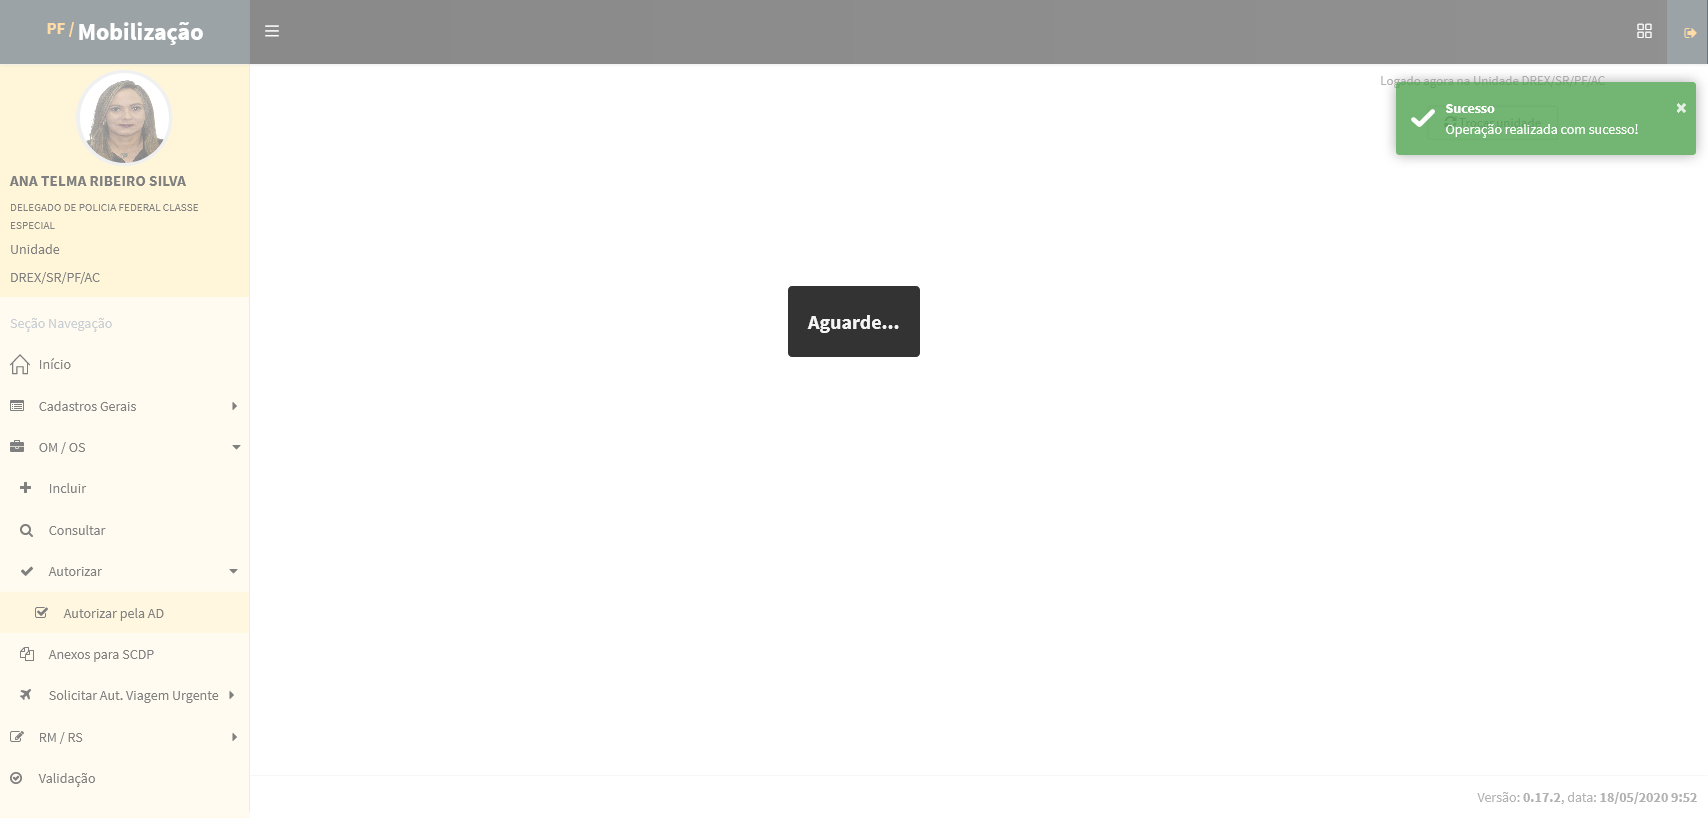 PF / Mobilização
Logado agora na Unidade DREX/SR/PF/AC
Trocar unidade
Sucesso
Operação realizada com sucesso!
×
ANA TELMA RIBEIRO SILVA
DELEGADO DE POLICIA FEDERAL CLASSE
ESPECIAL
Unidade
DREX/SR/PF/AC
Seção Navegação
Início
Cadastros Gerais
OM / OS
Incluir
Consultar
Autorizar
Autorizar pela AD
Anexos para SCDP
Solicitar Aut. Viagem Urgente
RM / RS
Validação
Aguarde...
Versão: 0.17.2, data: 18/05/2020 9:52